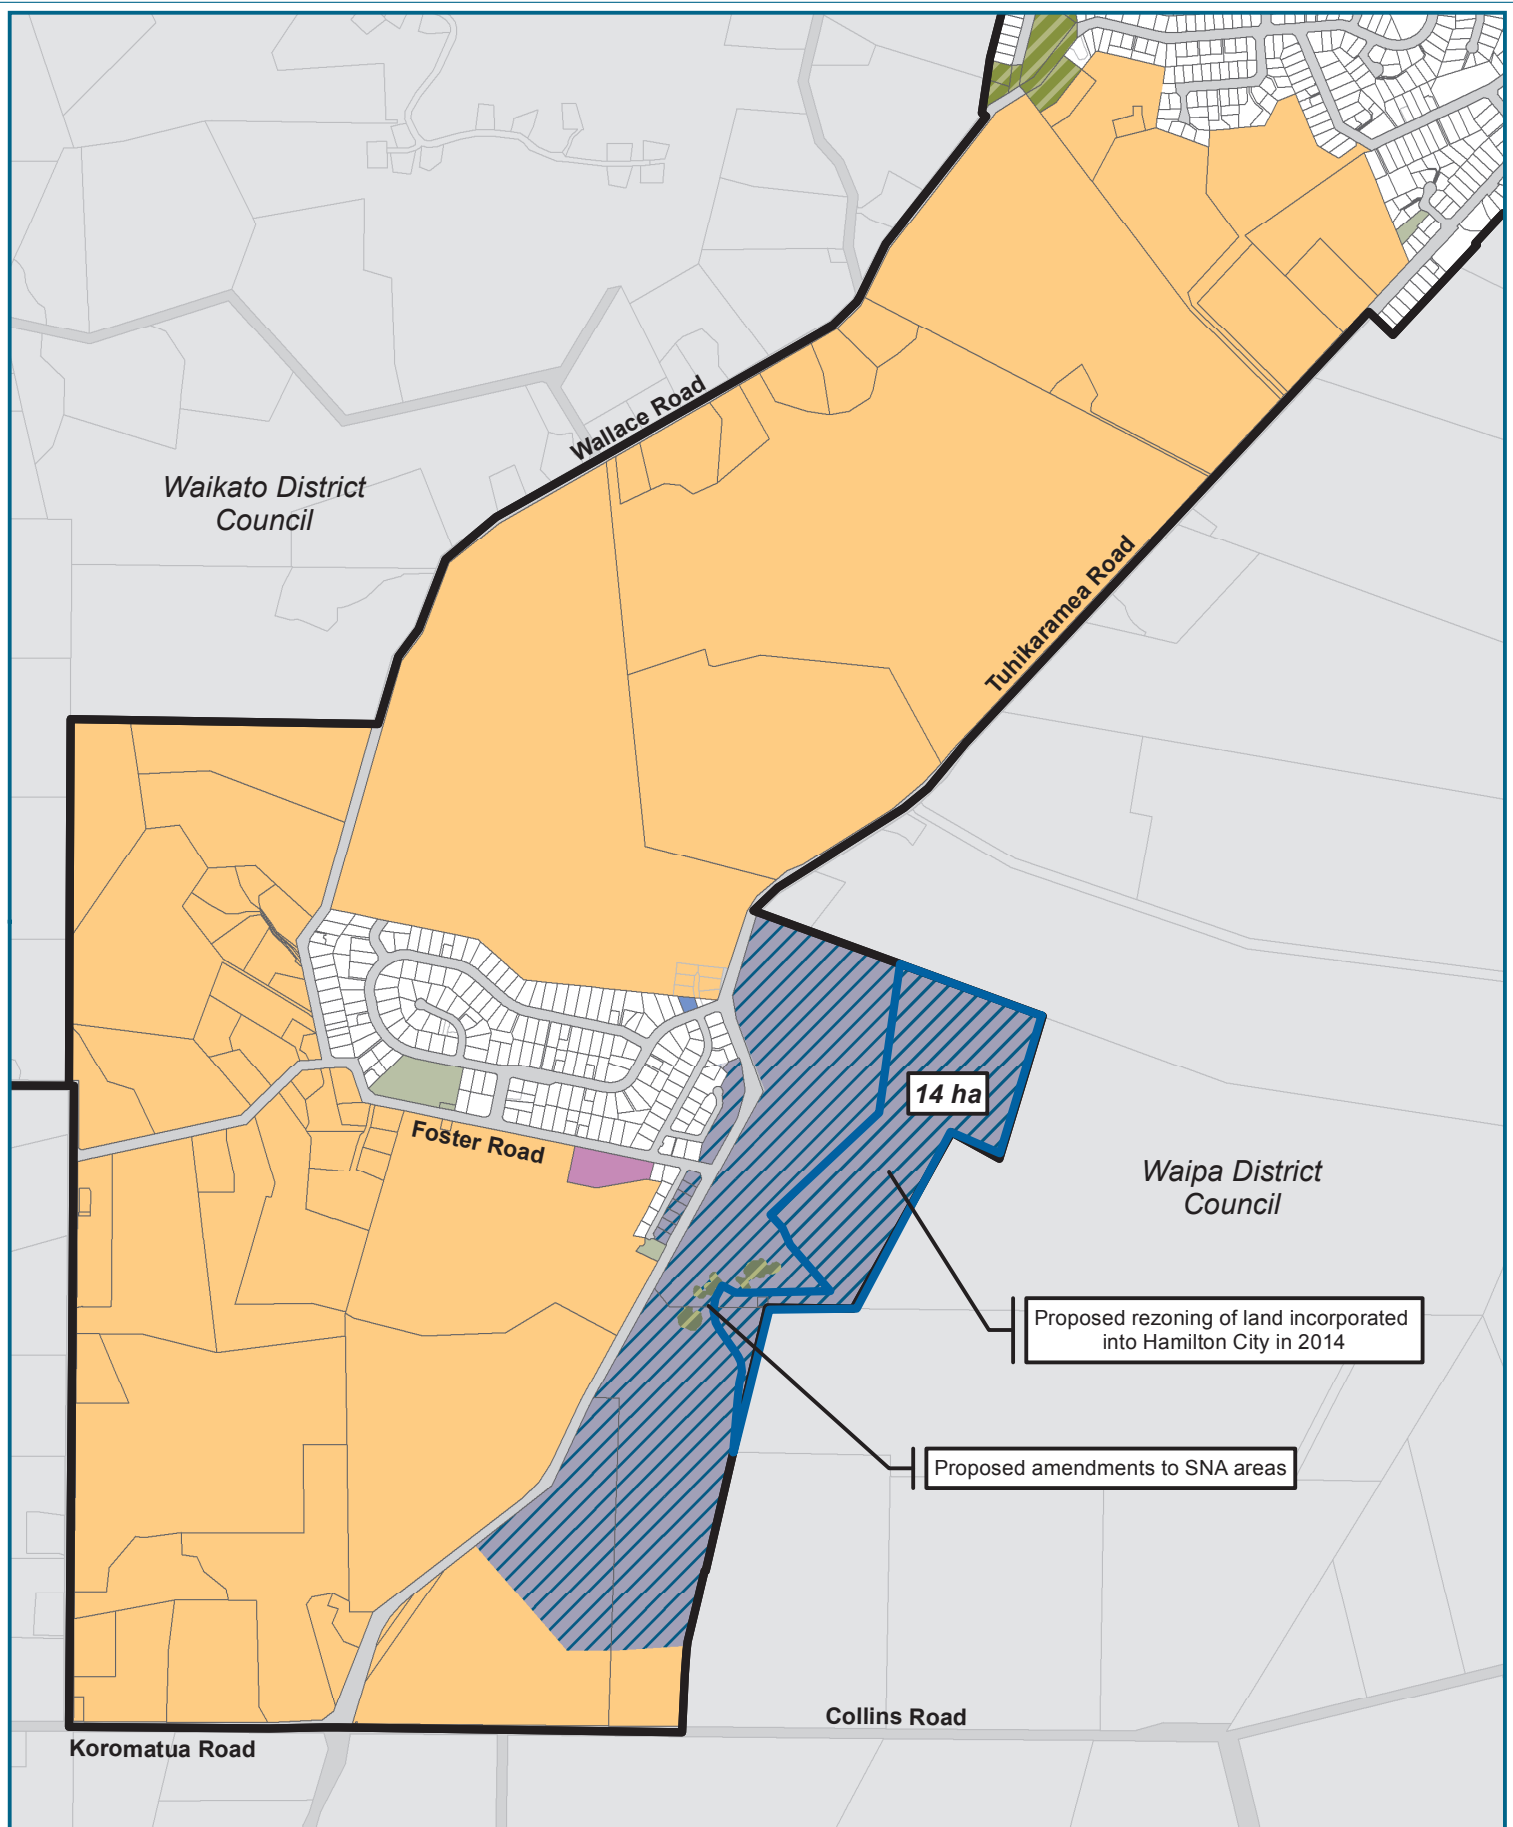 Wallace Road
Waikato District
Council
Tuhikaramea Road
14 ha
Foster Road
Waipa District
Council
Proposed rezoning of land incorporated
into Hamilton City in 2014
Proposed amendments to SNA areas
Collins Road
Koromatua Road